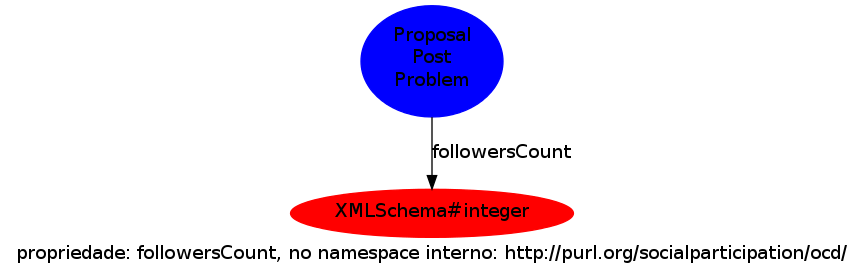 Proposal
Post
Problem
followersCount
XMLSchema#integer
propriedade: followersCount, no namespace interno: http://purl.org/socialparticipation/ocd/